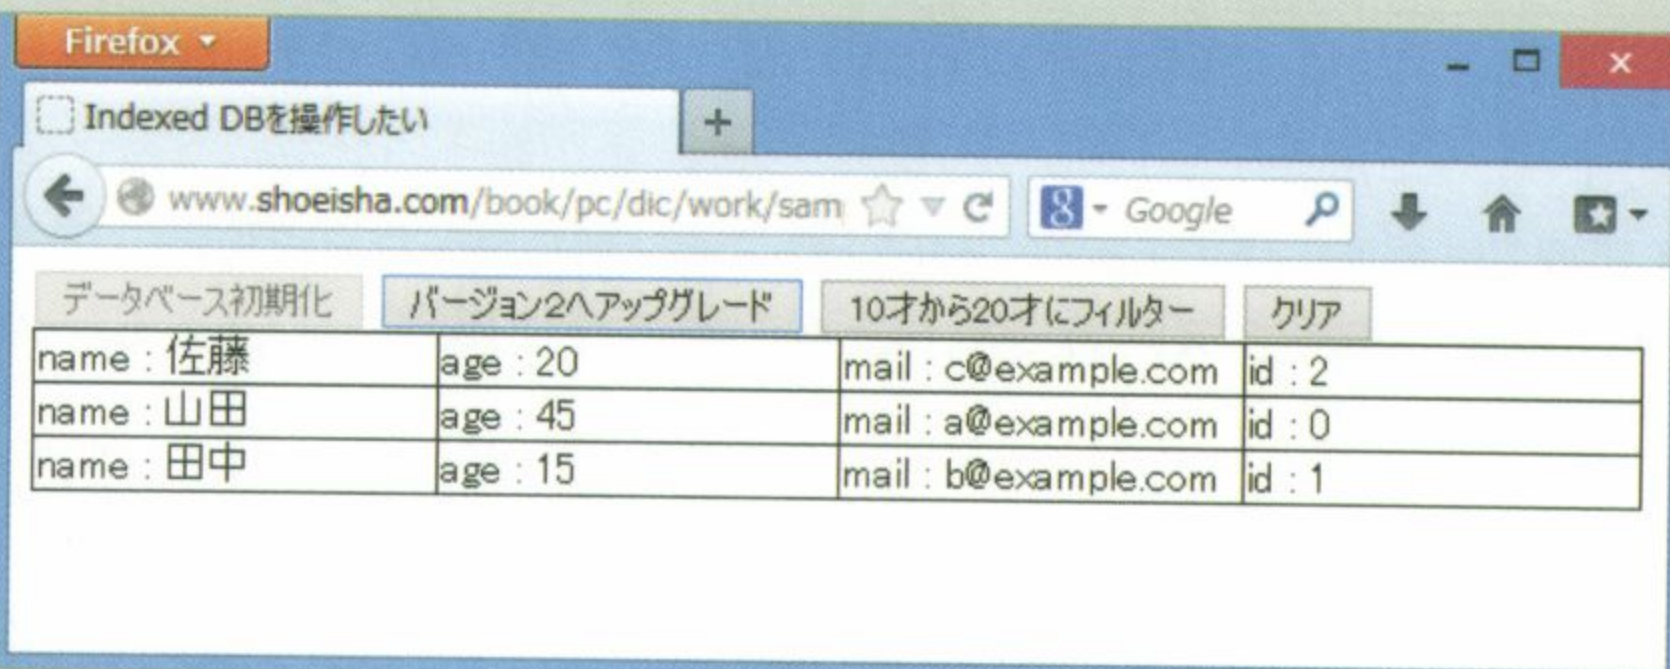 Firefox
Indexed DBを操作したい
www.shoeisha.com/book/pc/dic/work/sam
Google
データベース初期化 バージョン2へアップグレード 10才から20才にフィルター クリア
name : 佐藤 age : 20 mail : c@example.com id : 2
name : 山田 age : 45 mail : a@example.com id : 0
name : 田中 age : 15 mail : b@example.com id : 1